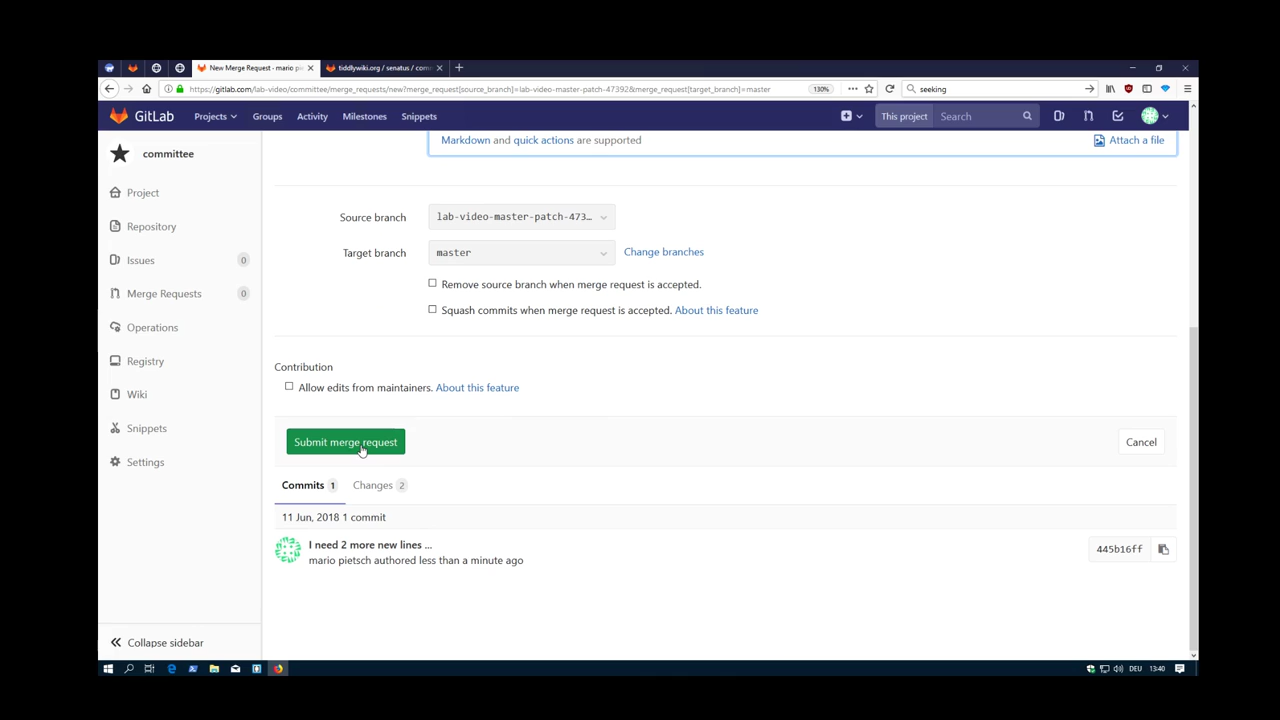 New Merge Request - mario pie
tiddlywiki.org / senatus / com
https://gitlab.com/lab-video/committee/merge_requests/new?merge_request[source_branch]=lab-video-master-patch-47392&merge_request[target_branch]=master
130%
seeking
GitLab
Projects
Groups
Activity
Milestones
Snippets
This project
Search
committee
Project
Repository
Issues 0
Merge Requests 0
Operations
Registry
Wiki
Snippets
Settings
Collapse sidebar
Markdown and quick actions are supported
Attach a file
Source branch
lab-video-master-patch-473...
Target branch
master
Change branches
Remove source branch when merge request is accepted.
Squash commits when merge request is accepted. About this feature
Contribution
Allow edits from maintainers. About this feature
Submit merge request
Cancel
Commits 1
Changes 2
11 Jun, 2018 1 commit
I need 2 more new lines ...
mario pietsch authored less than a minute ago
445b16ff
DEU
13:40